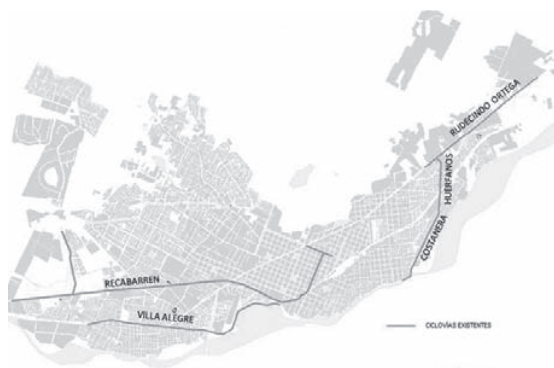 RUDECINDO ORTEGA
HUERFANOS
COSTANERA
RECABARREN
VILLA ALEGRE
CICLOVÍAS EXISTENTES